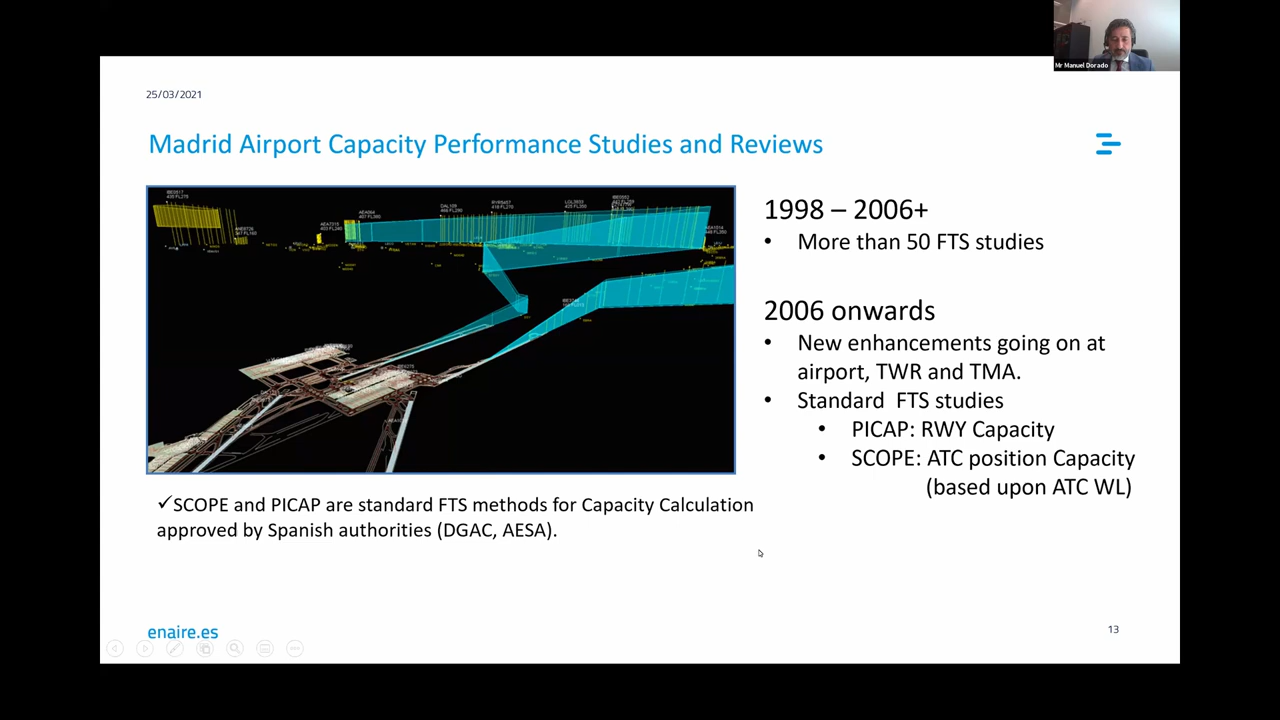 Mr Manuel Dorado
25/03/2021
Madrid Airport Capacity Performance Studies and Reviews
1998 – 2006+
• More than 50 FTS studies
2006 onwards
• New enhancements going on at
airport, TWR and TMA.
• Standard FTS studies
• PICAP: RWY Capacity
• SCOPE: ATC position Capacity
(based upon ATC WL)
✓SCOPE and PICAP are standard FTS methods for Capacity Calculation
approved by Spanish authorities (DGAC, AESA).
enaire.es
13